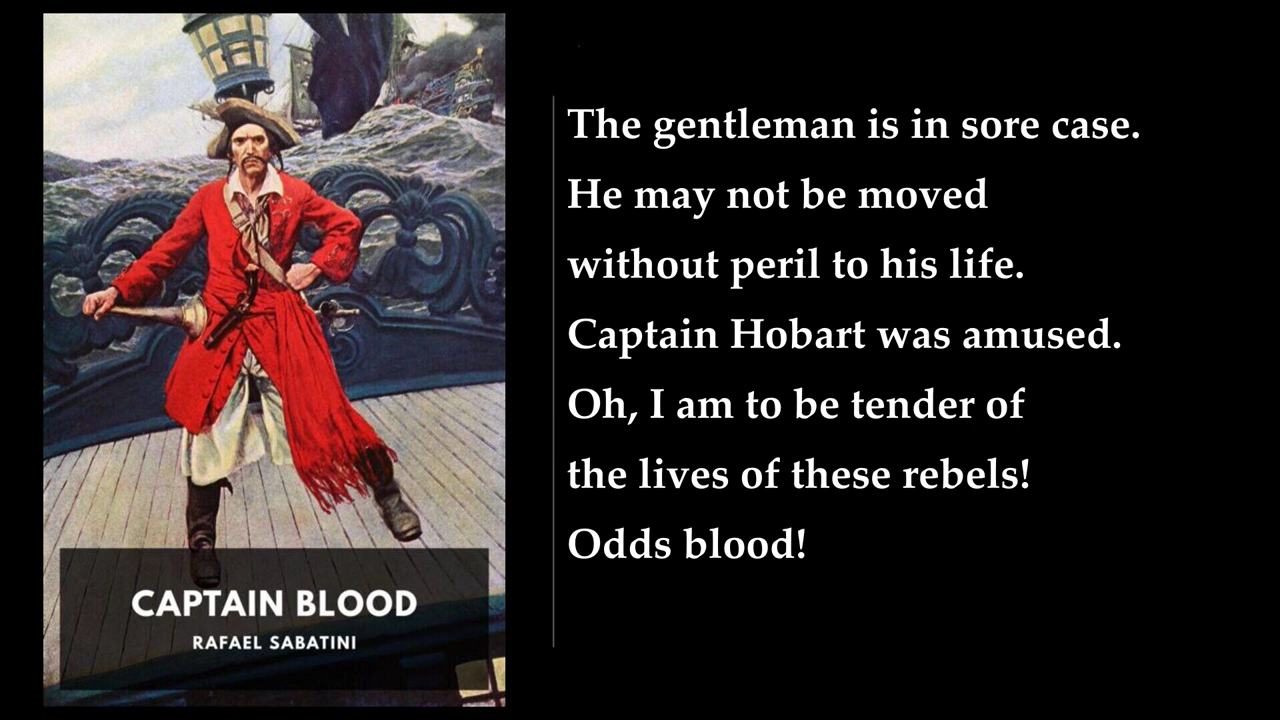 CAPTAIN BLOOD
RAFAEL SABATINI
The gentleman is in sore case.
He may not be moved
without peril to his life.
Captain Hobart was amused.
Oh, I am to be tender of
the lives of these rebels!
Odds blood!